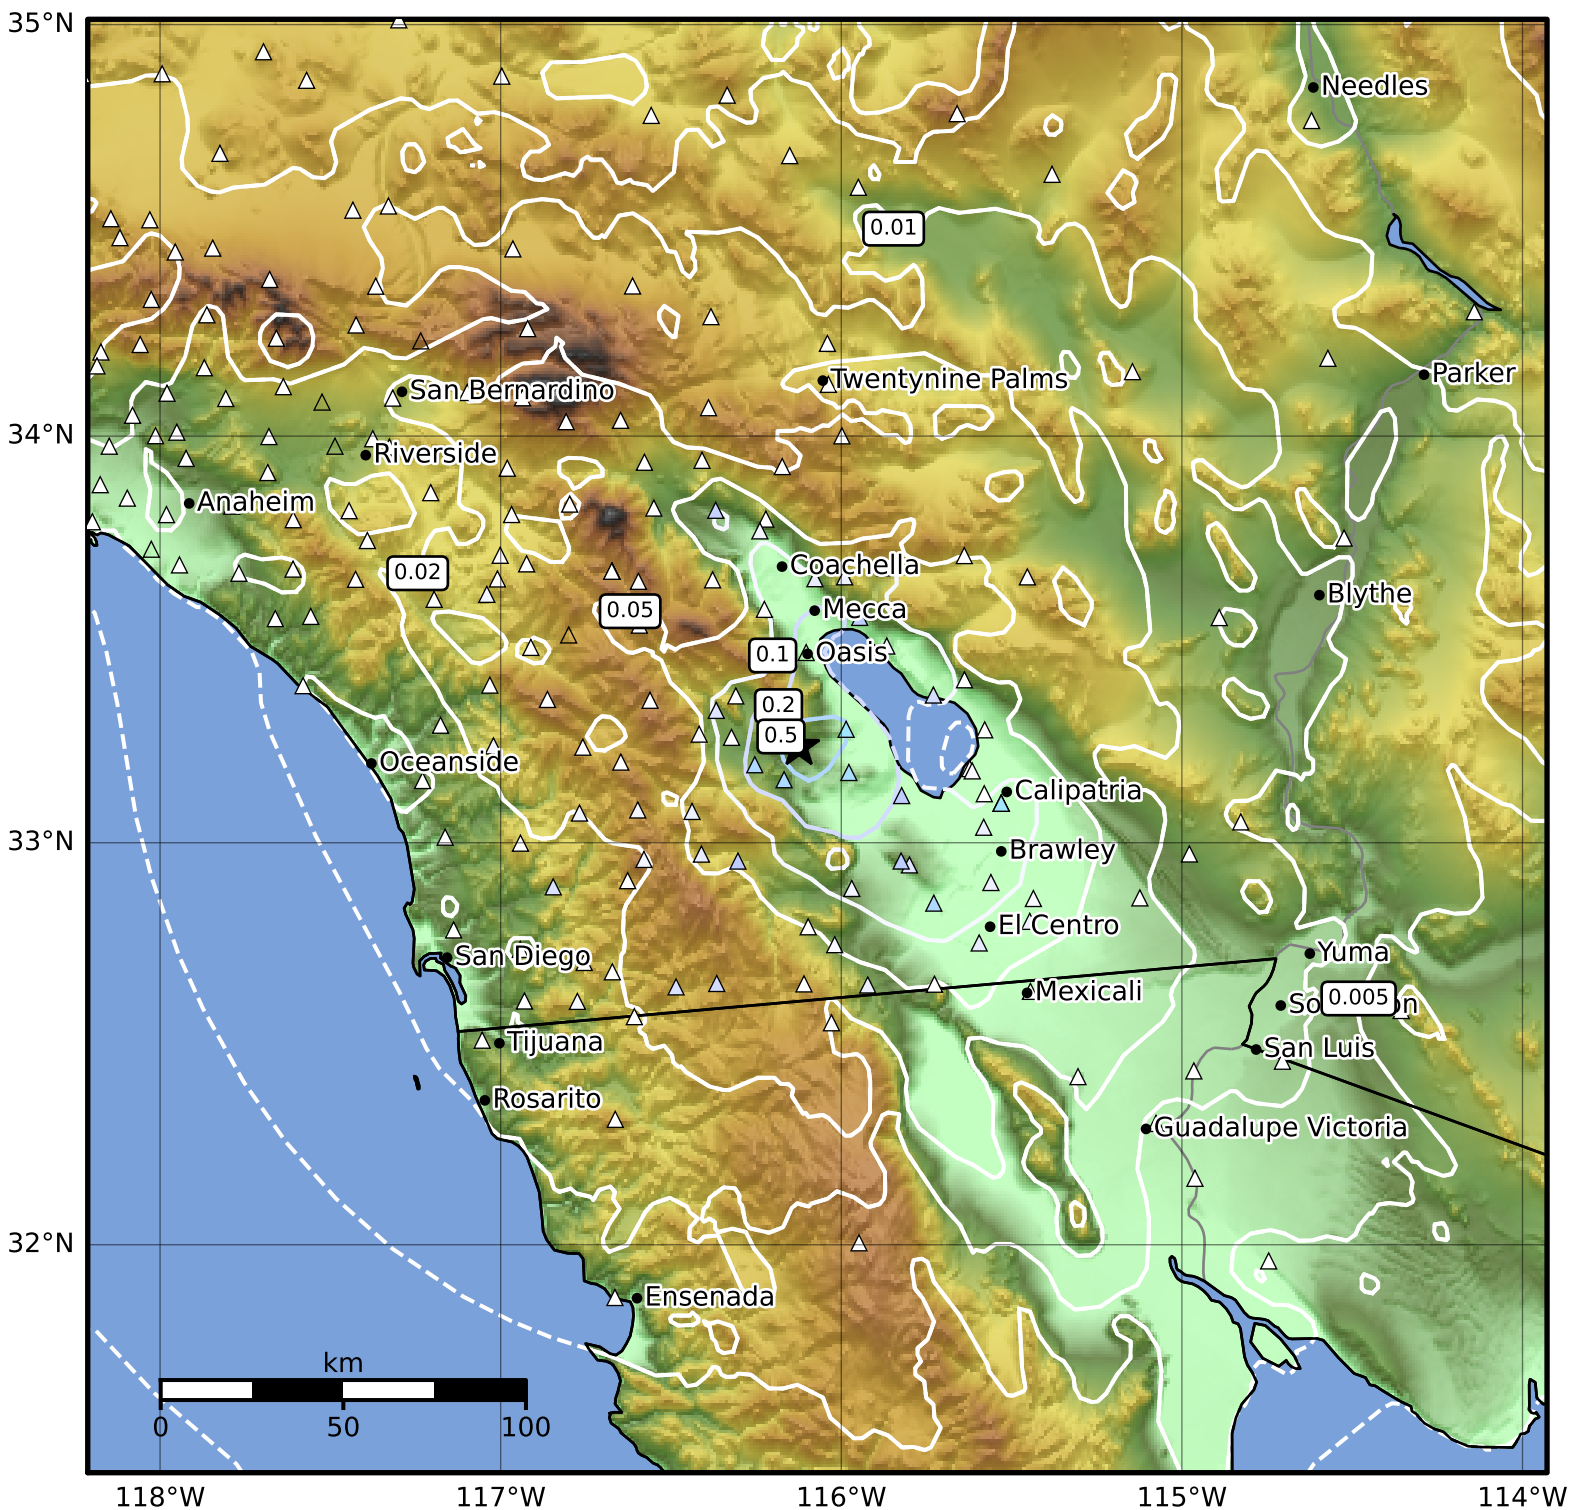 35°N
Needles
0.01
Twentynine Palms
Parker
San Bernardino
34°N
Riverside
Anaheim
Coachella
0.02
Blythe
0.05
Mecca
0.1
Oasis
0.2
0.5
Oceanside
Calipatria
33°N
Brawley
El Centro
San Diego
Yuma
Mexicali
0.005
San Luis
Tijuana
Rosarito
Guadalupe Victoria
32°N
Ensenada
km
0 50 100
118°W 117°W 116°W 115°W 114°W